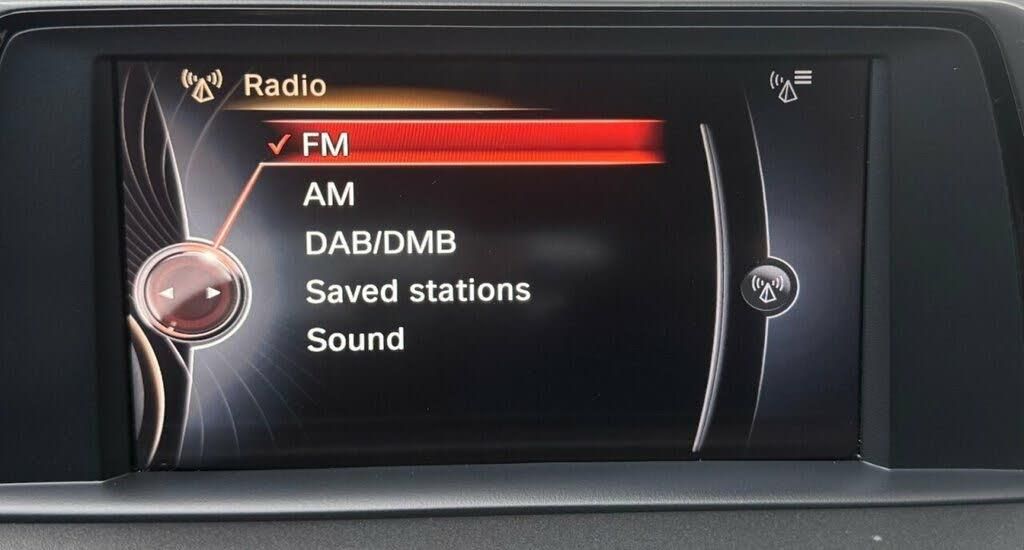 Radio
FM
AM
DAB/DMB
Saved stations
Sound